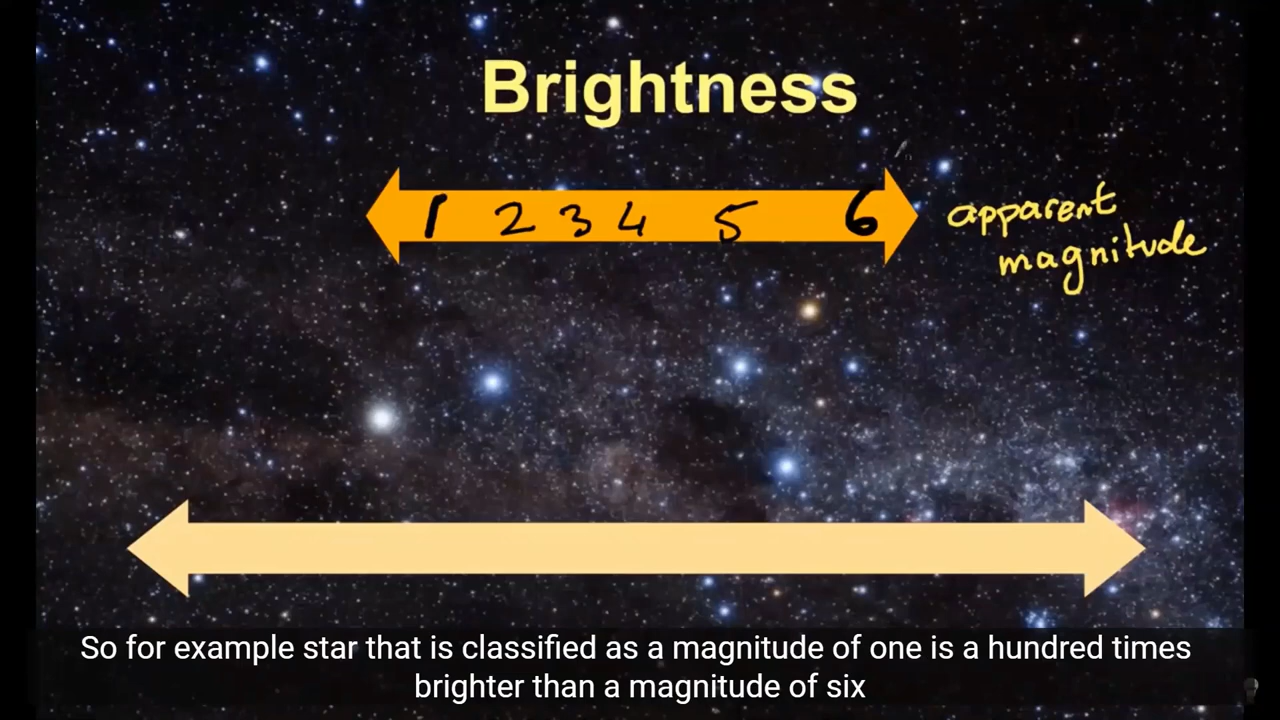 Brightness
1 2 3 4 5 6
apparent
magnitude
So for example star that is classified as a magnitude of one is a hundred times
brighter than a magnitude of six